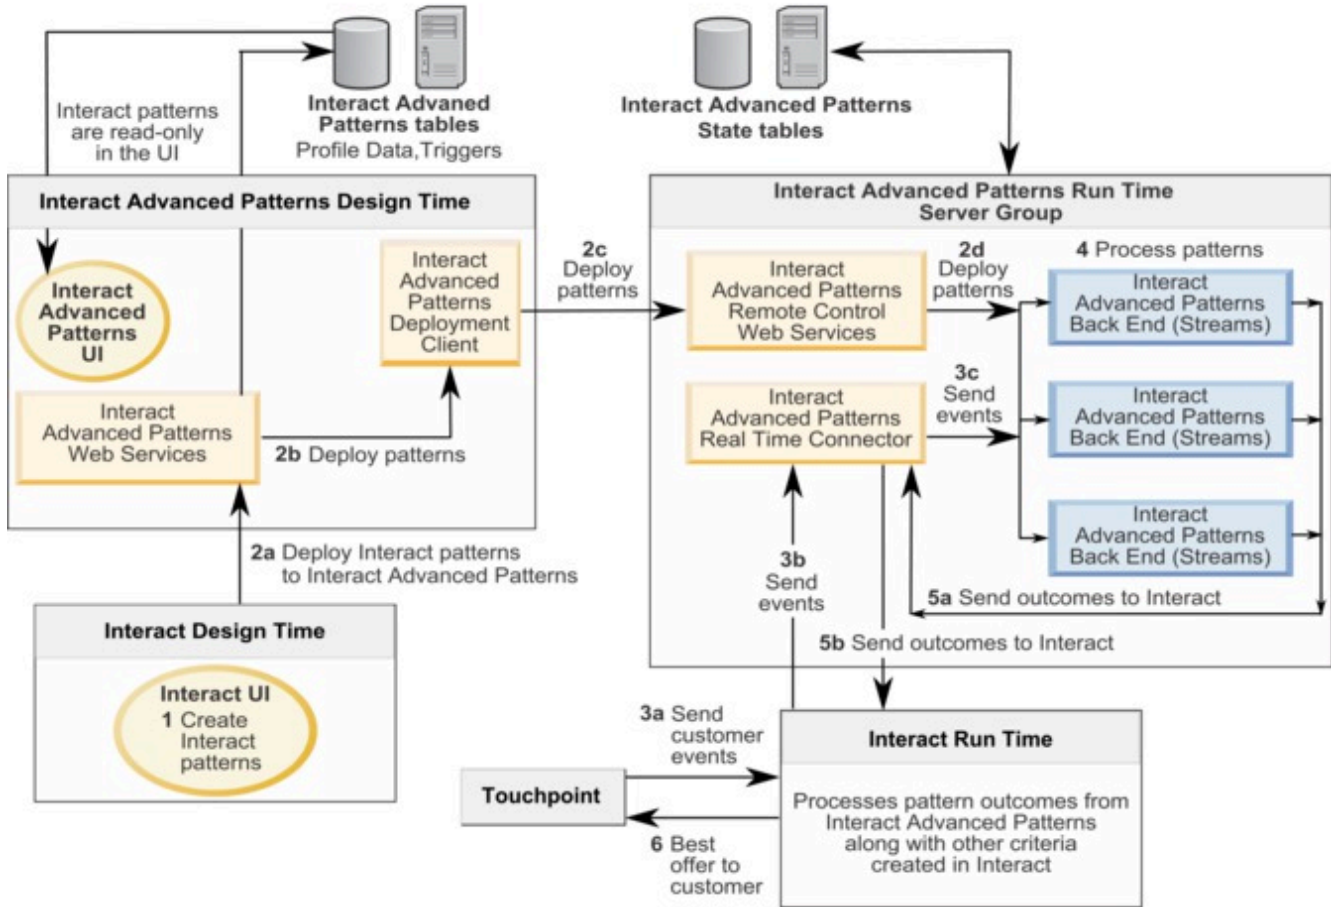 Interact Advaned
Patterns tables
Profile Data,Triggers
Interact Advanced Patterns
State tables
Interact patterns
are read-only
in the UI
Interact Advanced Patterns Design Time
Interact
Advanced
Patterns
UI
Interact
Advanced
Patterns
Deployment
Client
Interact
Advanced Patterns
Web Services
2b Deploy patterns
2c
Deploy
patterns
Interact Advanced Patterns Run Time
Server Group
Interact
Advanced Patterns
Remote Control
Web Services
2d
Deploy
patterns
4 Process patterns
Interact
Advanced Patterns
Back End (Streams)
Interact
Advanced Patterns
Real Time Connector
3c
Send
events
Interact
Advanced Patterns
Back End (Streams)
Interact
Advanced Patterns
Back End (Streams)
2a Deploy Interact patterns
to Interact Advanced Patterns
3b
Send
events
5a Send outcomes to Interact
5b Send outcomes to Interact
Interact Design Time
Interact UI
1 Create
Interact
patterns
3a Send
customer
events
Touchpoint
6 Best
offer to
customer
Interact Run Time
Processes pattern outcomes from
Interact Advanced Patterns
along with other criteria
created in Interact